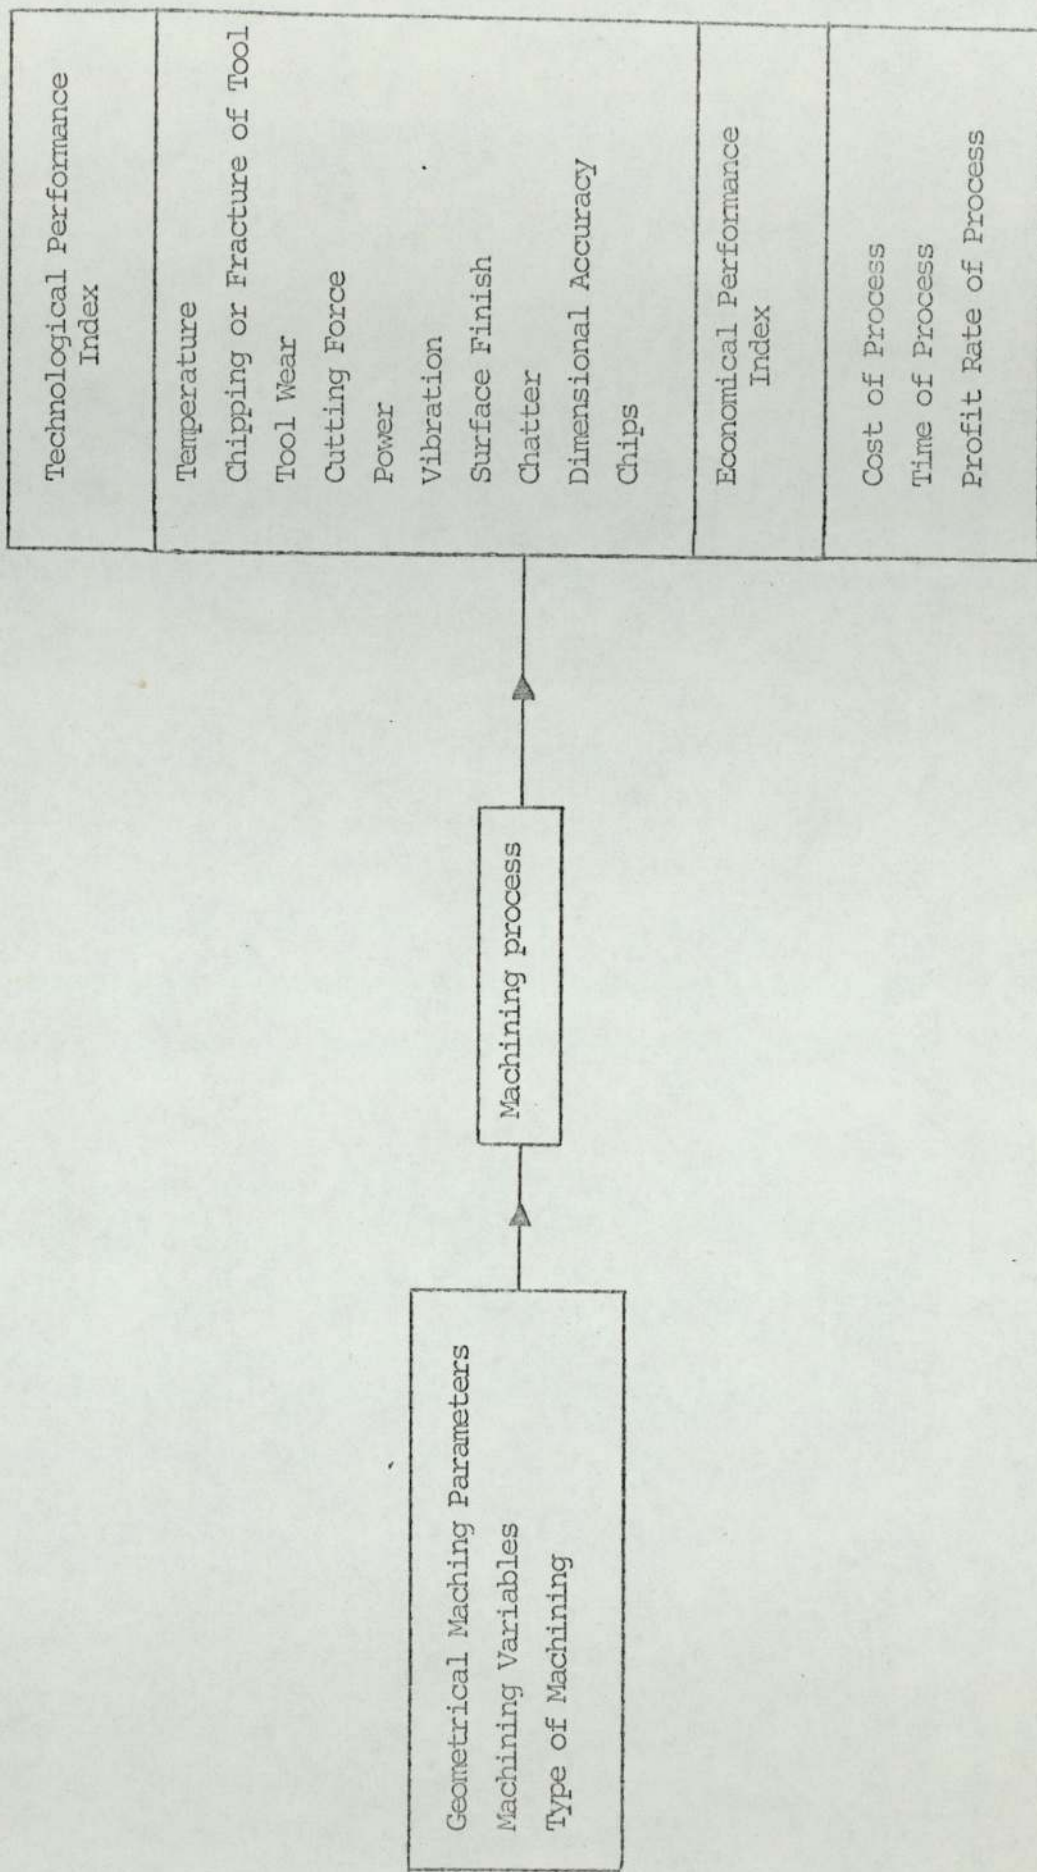 Geometrical Maching Parameters
Machining Variables
Type of Machining
Machining process
Technological Performance
Index
Temperature
Chipping or Fracture of Tool
Tool Wear
Cutting Force
Power
Vibration
Surface Finish
Chatter
Dimensional Accuracy
Chips
Economical Performance
Index
Cost of Process
Time of Process
Profit Rate of Process